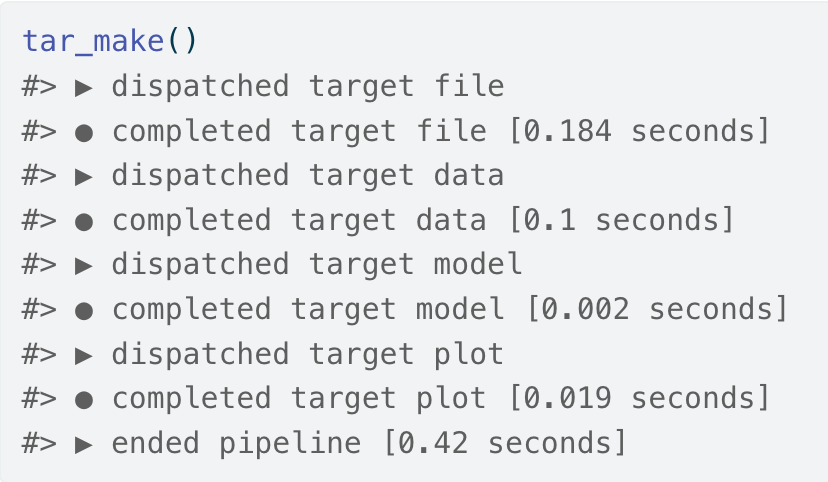 tar_make()
#> ▶ dispatched target file
#> ● completed target file [0.184 seconds]
#> ▶ dispatched target data
#> ● completed target data [0.1 seconds]
#> ▶ dispatched target model
#> ● completed target model [0.002 seconds]
#> ▶ dispatched target plot
#> ● completed target plot [0.019 seconds]
#> ▶ ended pipeline [0.42 seconds]